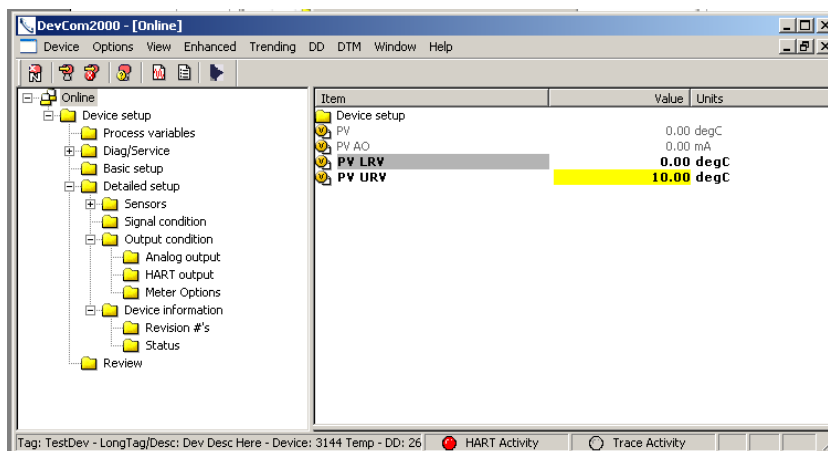 DevCom2000 - [Online]
Device Options View Enhanced Trending DD DTM Window Help
Online
Device setup
Process variables
Diag/Service
Basic setup
Detailed setup
Sensors
Signal condition
Output condition
Analog output
HART output
Meter Options
Device information
Revision #'s
Status
Review
Item Value Units
Device setup
PV 0.00 degC
PV AO 0.00 mA
PV LRV 0.00 degC
PV URV 10.00 degC
Tag: TestDev - LongTag/Desc: Dev Desc Here - Device: 3144 Temp - DD: 26 HART Activity Trace Activity